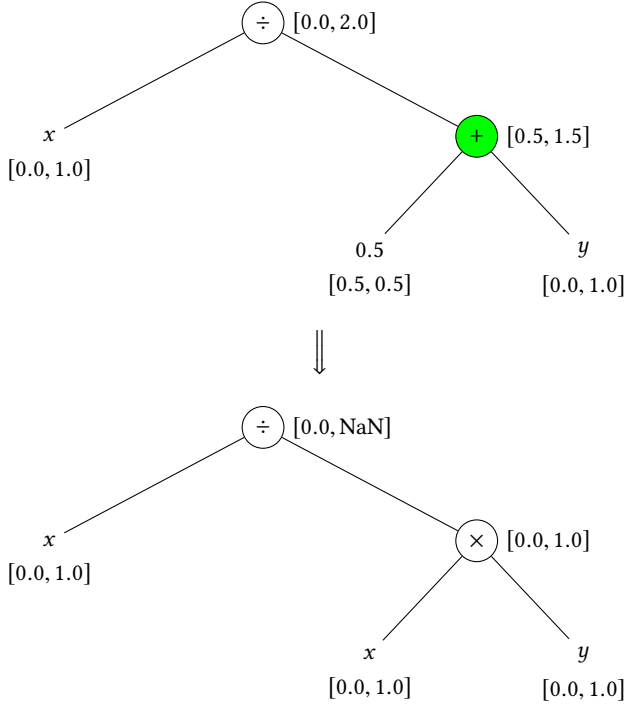 ÷ [0.0, 2.0]
x
[0.0, 1.0]
+ [0.5, 1.5]
0.5
[0.5, 0.5]
y
[0.0, 1.0]
⇓
÷ [0.0, NaN]
x
[0.0, 1.0]
× [0.0, 1.0]
x
[0.0, 1.0]
y
[0.0, 1.0]